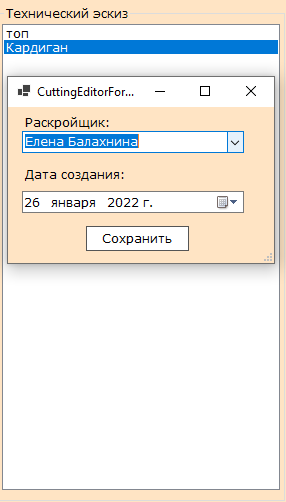 Технический эскиз
топ
Кардиган
CuttingEditorFor...
Раскройщик:
Елена Балахнина
Дата создания:
26 января 2022 г.
Сохранить